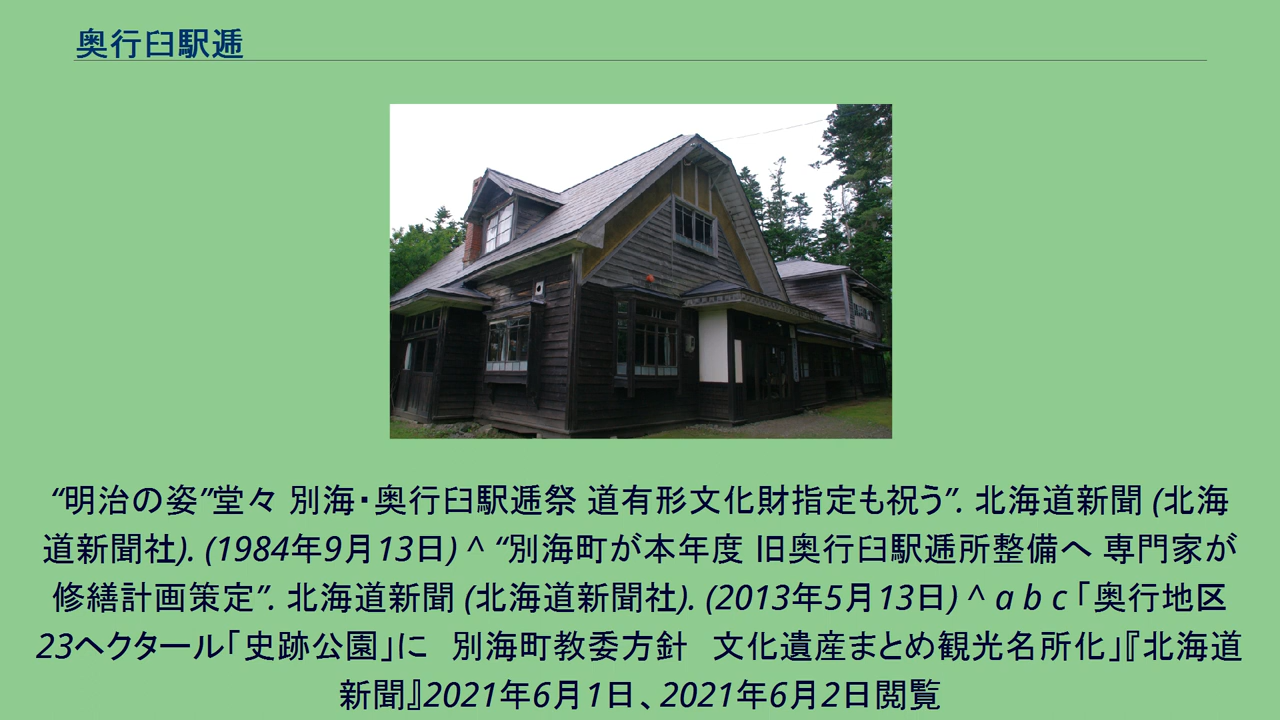 奥行臼駅逓
“明治の姿”堂々 別海・奥行臼駅逓祭 道有形文化財指定も祝う”. 北海道新聞 (北海
道新聞社). (1984年9月13日) ^ “別海町が本年度 旧奥行臼駅逓所整備へ 専門家が
修繕計画策定”. 北海道新聞 (北海道新聞社). (2013年5月13日) ^ a b c 「奥行地区
23ヘクタール「史跡公園」に　別海町教委方針　文化遺産まとめ観光名所化」『北海道
新聞』2021年6月1日、2021年6月2日閲覧